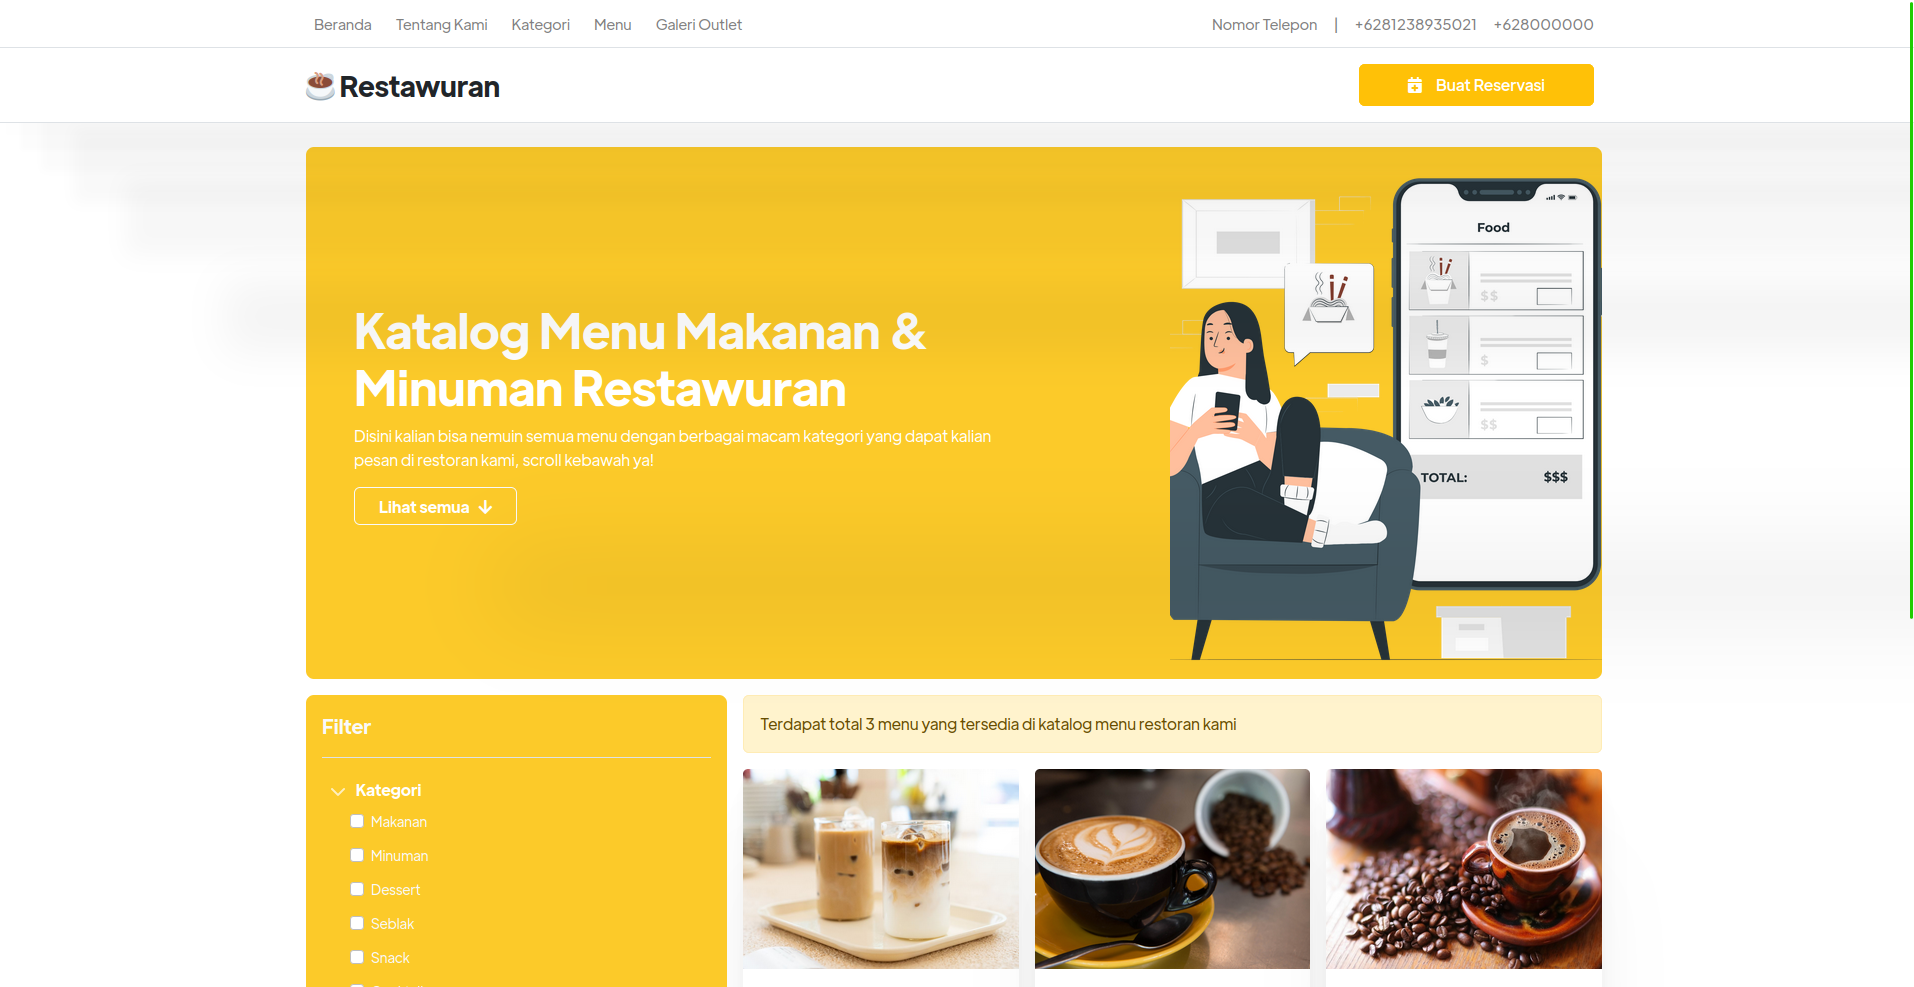 Beranda Tentang Kami Kategori Menu Galeri Outlet Nomor Telepon | +6281238935021 +628000000
Restawuran Buat Reservasi
Katalog Menu Makanan &
Minuman Restawuran
Disini kalian bisa nemuin semua menu dengan berbagai macam kategori yang dapat kalian
pesan di restoran kami, scroll kebawah ya!
Lihat semua
Food
$$
$
$$
TOTAL: $$$
Filter
Kategori
Makanan
Minuman
Dessert
Seblak
Snack
Terdapat total 3 menu yang tersedia di katalog menu restoran kami